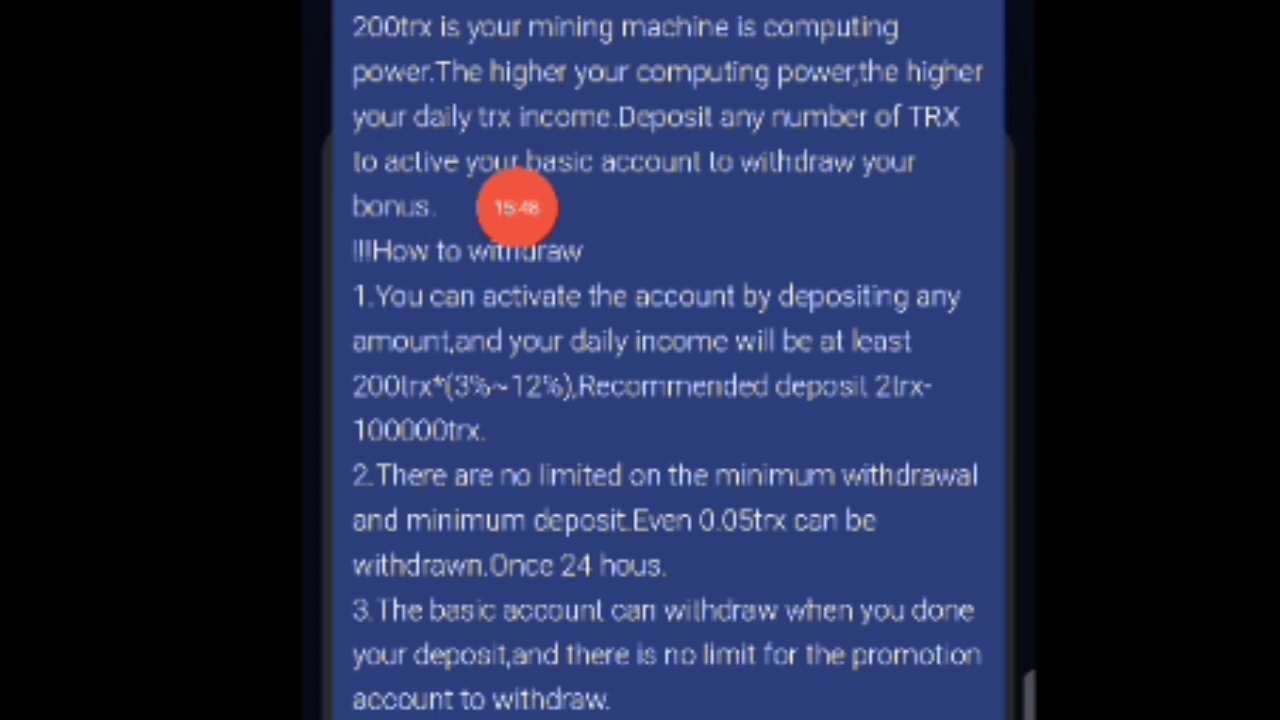 200trx is your mining machine is computing
power.The higher your computing power,the higher
your daily trx income.Deposit any number of TRX
to active your basic account to withdraw your
bonus.
15:48
!!!How to withdraw
1.You can activate the account by depositing any
amount,and your daily income will be at least
200trx*(3%~12%),Recommended deposit 2trx-
100000trx.
2.There are no limited on the minimum withdrawal
and minimum deposit.Even 0.05trx can be
withdrawn.Once 24 hous.
3.The basic account can withdraw when you done
your deposit,and there is no limit for the promotion
account to withdraw.